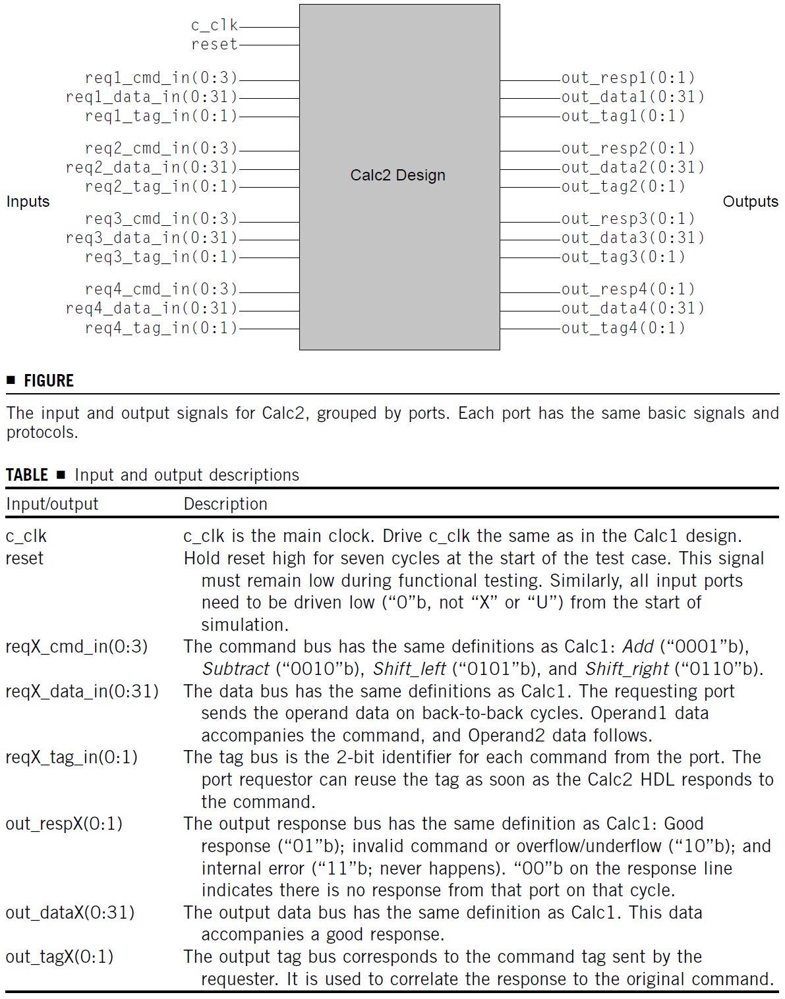 c_clk
reset
req1_cmd_in(0:3)
req1_data_in(0:31)
req1_tag_in(0:1)
req2_cmd_in(0:3)
req2_data_in(0:31)
req2_tag_in(0:1)
Inputs
req3_cmd_in(0:3)
req3_data_in(0:31)
req3_tag_in(0:1)
req4_cmd_in(0:3)
req4_data_in(0:31)
req4_tag_in(0:1)
Calc2 Design
out_resp1(0:1)
out_data1(0:31)
out_tag1(0:1)
out_resp2(0:1)
out_data2(0:31)
out_tag2(0:1)
Outputs
out_resp3(0:1)
out_data3(0:31)
out_tag3(0:1)
out_resp4(0:1)
out_data4(0:31)
out_tag4(0:1)
■ FIGURE
The input and output signals for Calc2, grouped by ports. Each port has the same basic signals and
protocols.
TABLE ■ Input and output descriptions
Input/output Description
c_clk c_clk is the main clock. Drive c_clk the same as in the Calc1 design.
reset Hold reset high for seven cycles at the start of the test case. This signal
must remain low during functional testing. Similarly, all input ports
need to be driven low (“0”b, not “X” or “U”) from the start of
simulation.
reqX_cmd_in(0:3) The command bus has the same definitions as Calc1: Add (“0001”b),
Subtract (“0010”b), Shift_left (“0101”b), and Shift_right (“0110”b).
reqX_data_in(0:31) The data bus has the same definitions as Calc1. The requesting port
sends the operand data on back-to-back cycles. Operand1 data
accompanies the command, and Operand2 data follows.
reqX_tag_in(0:1) The tag bus is the 2-bit identifier for each command from the port. The
port requestor can reuse the tag as soon as the Calc2 HDL responds to
the command.
out_respX(0:1) The output response bus has the same definition as Calc1: Good
response (“01”b); invalid command or overflow/underflow (“10”b); and
internal error (“11”b; never happens). “00”b on the response line
indicates there is no response from that port on that cycle.
out_dataX(0:31) The output data bus has the same definition as Calc1. This data
accompanies a good response.
out_tagX(0:1) The output tag bus corresponds to the command tag sent by the
requester. It is used to correlate the response to the original command.